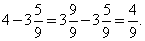 4 − 3 5/9 = 3 9/9 − 3 5/9 = 4/9.